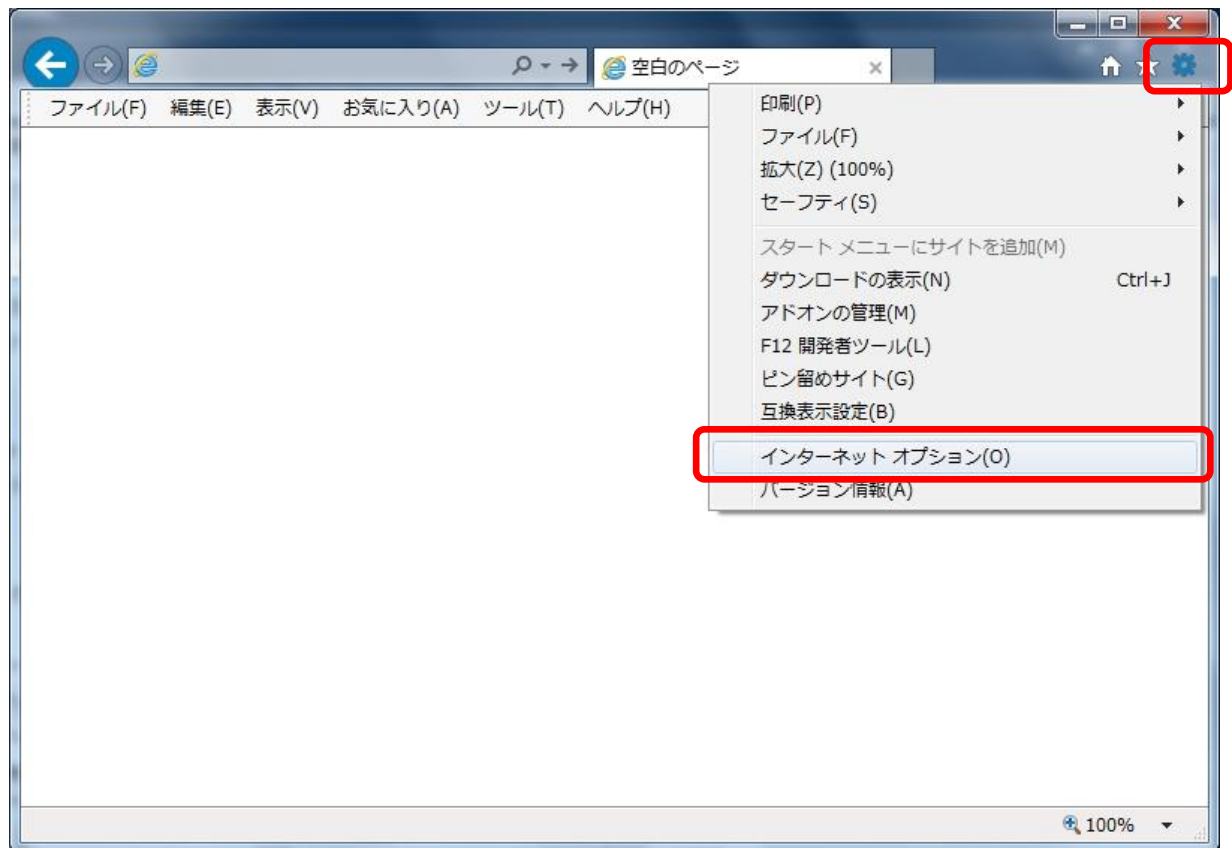 空白のページ
ファイル(F) 編集(E) 表示(V) お気に入り(A) ツール(T) ヘルプ(H)
印刷(P)
ファイル(F)
拡大(Z) (100%)
セーフティ(S)
スタート メニューにサイトを追加(M)
ダウンロードの表示(N) Ctrl+J
アドオンの管理(M)
F12 開発者ツール(L)
ピン留めサイト(G)
互換表示設定(B)
インターネット オプション(O)
バージョン情報(A)
100%